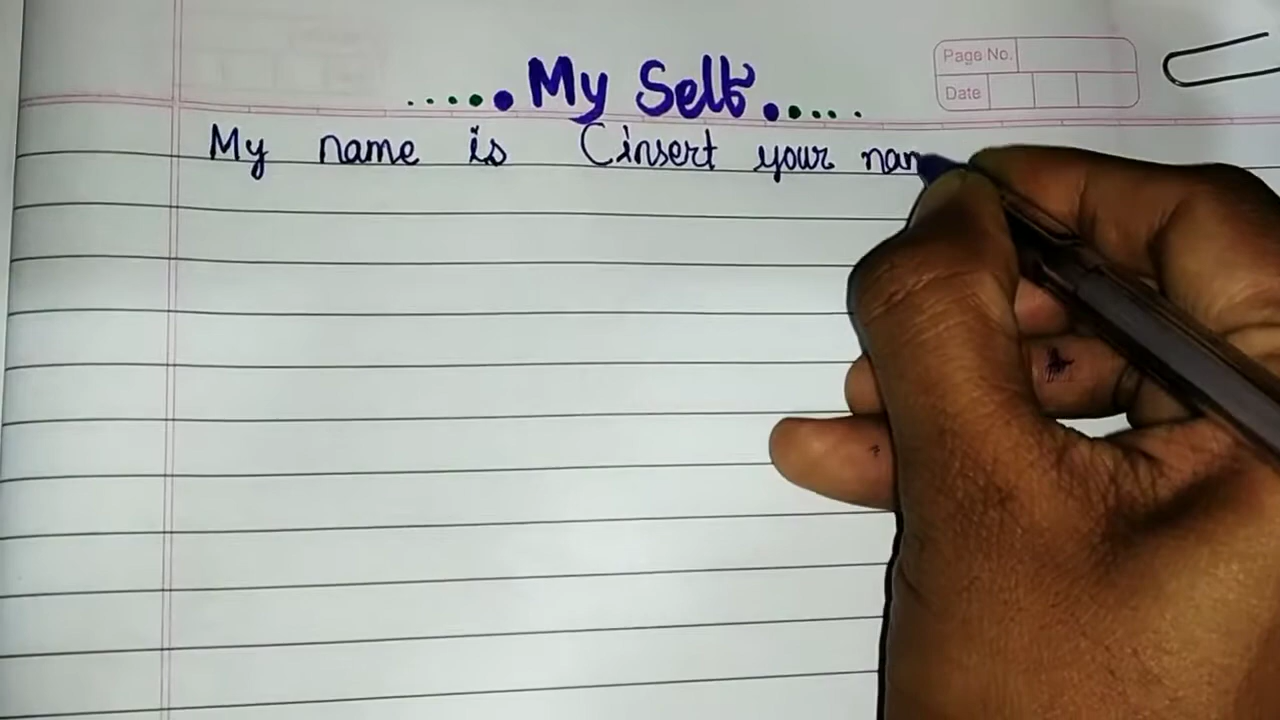 .....My Self.....
Page No.
Date
My name is (insert your nam